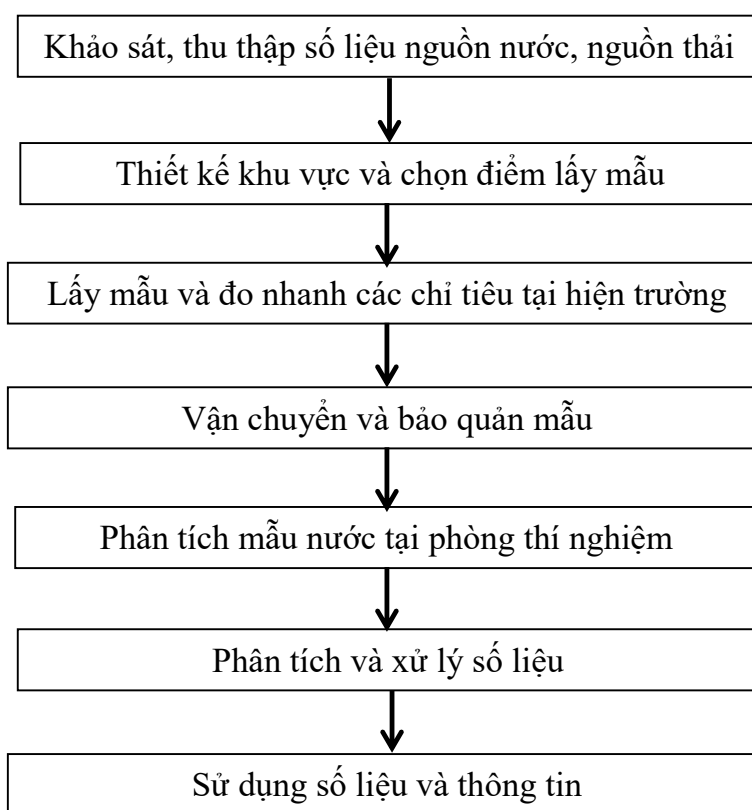 Khảo sát, thu thập số liệu nguồn nước, nguồn thải
Thiết kế khu vực và chọn điểm lấy mẫu
Lấy mẫu và đo nhanh các chỉ tiêu tại hiện trường
Vận chuyển và bảo quản mẫu
Phân tích mẫu nước tại phòng thí nghiệm
Phân tích và xử lý số liệu
Sử dụng số liệu và thông tin